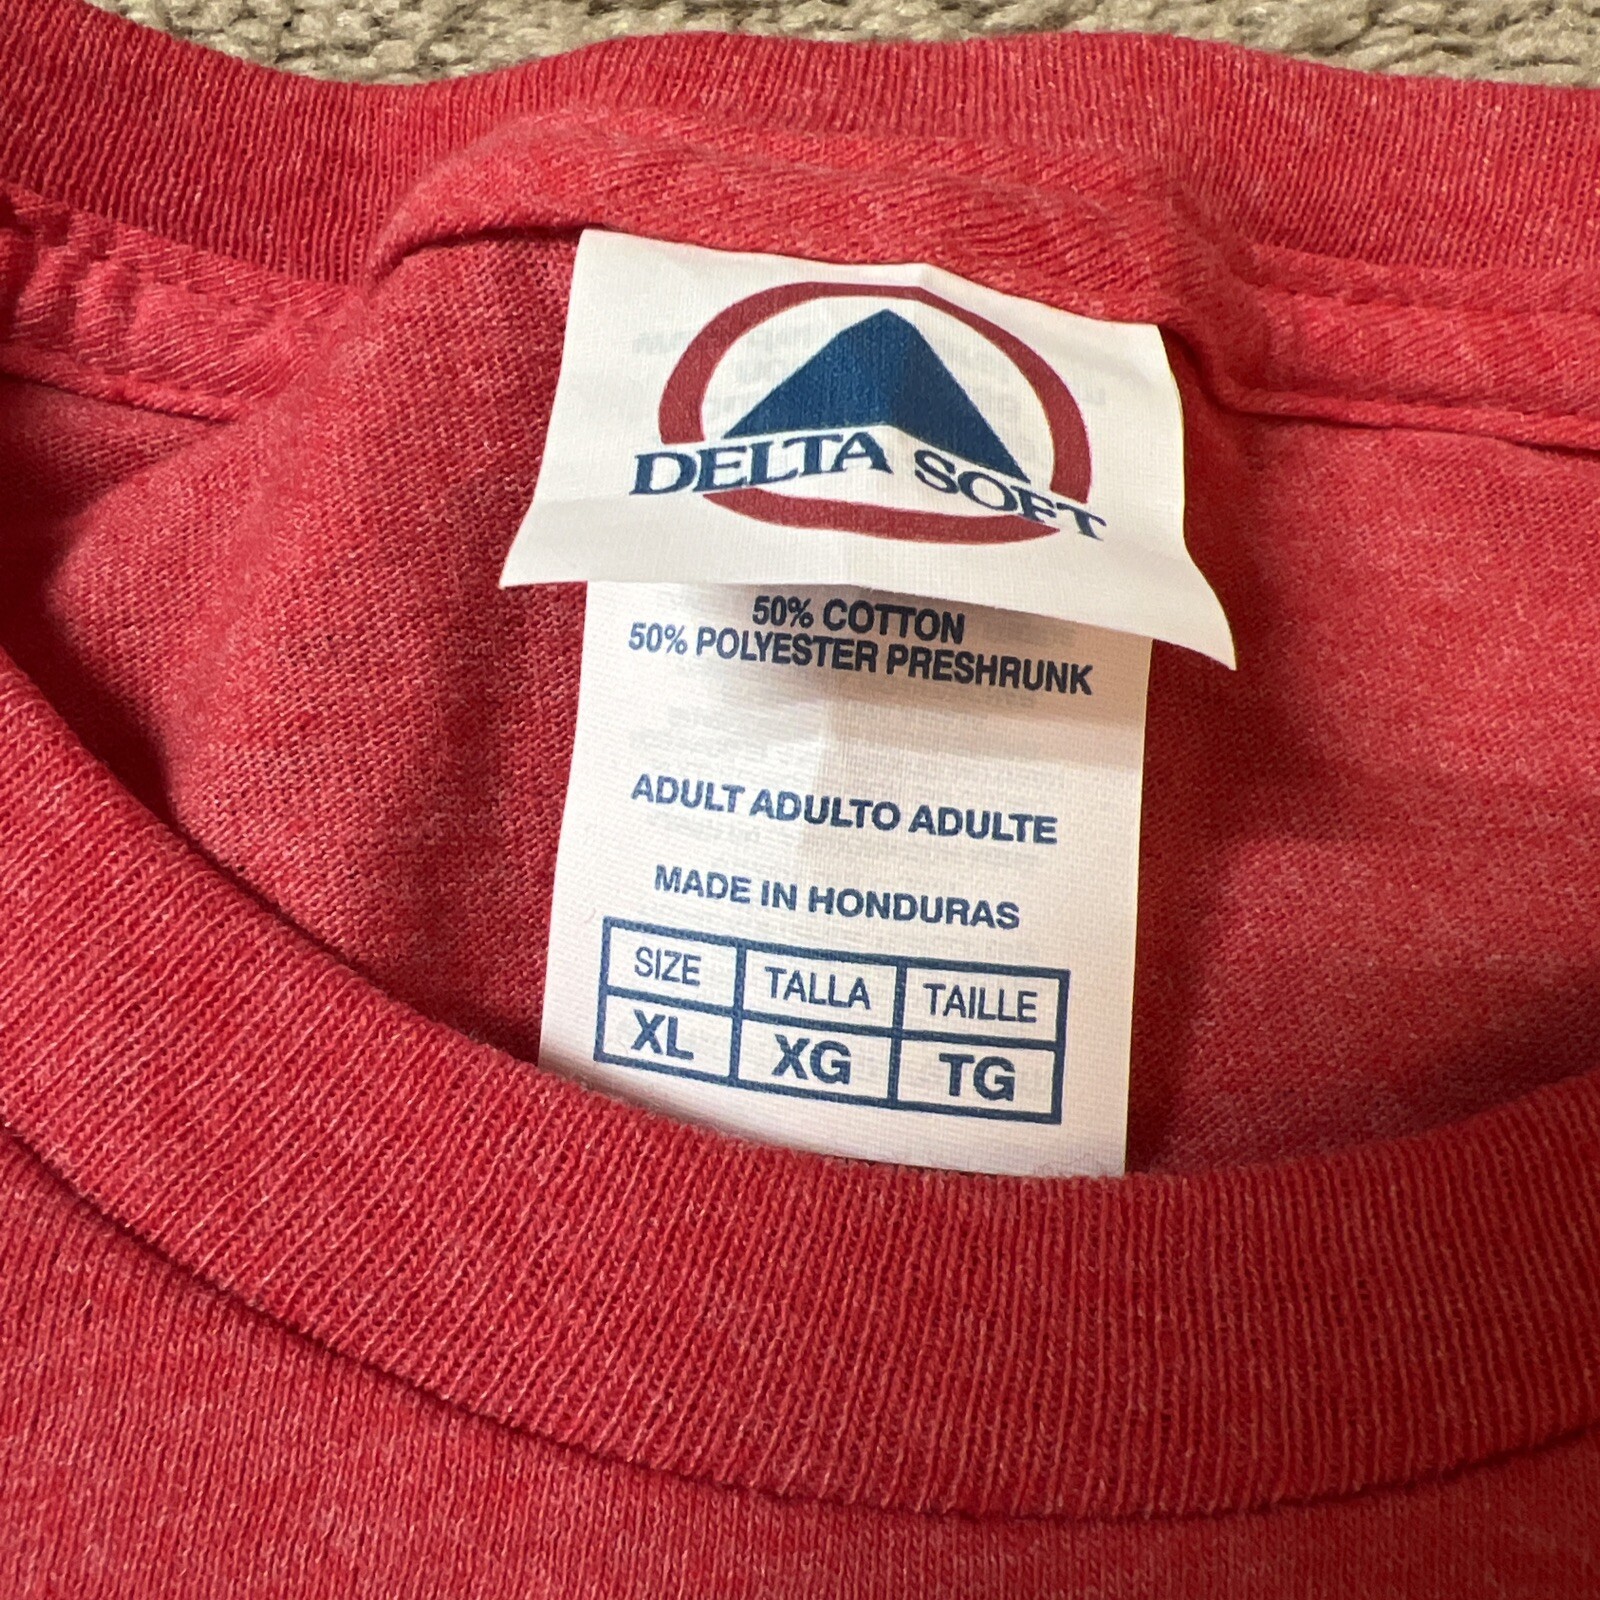 DELTA SOFT
50% COTTON
50% POLYESTER PRESHRUNK
ADULT ADULTO ADULTE
MADE IN HONDURAS
SIZE TALLA TAILLE
XL XG TG